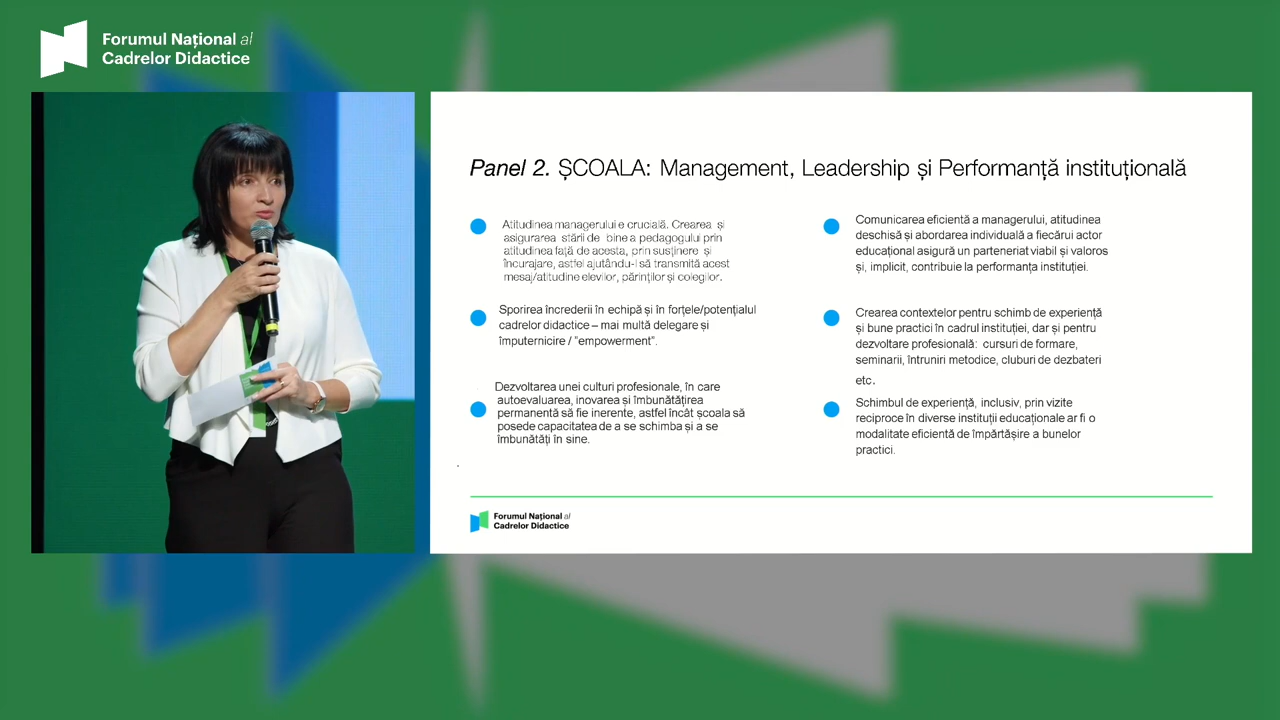 Forumul Național al
Cadrelor Didactice
Panel 2. ȘCOALA: Management, Leadership și Performanță instituțională
Atitudinea managerului e crucială. Crearea și
asigurarea stării de bine a pedagogului prin
atitudinea față de acesta, prin susținere și
încurajare, astfel ajutându-l să transmită acest
mesaj/atitudine elevilor, părinților și colegilor.
Sporirea încrederii în echipă și în forțele/potențialul
cadrelor didactice – mai multă delegare și
împuternicire / "empowerment".
Dezvoltarea unei culturi profesionale, în care
autoevaluarea, inovarea și îmbunătățirea
permanentă să fie inerente, astfel încât școala să
posede capacitatea de a se schimba și a se
îmbunătăți în sine.
.
Comunicarea eficientă a managerului, atitudinea
deschisă și abordarea individuală a fiecărui actor
educațional asigură un parteneriat viabil și valoros
și, implicit, contribuie la performanța instituției.
Crearea contextelor pentru schimb de experiență
și bune practici în cadrul instituției, dar și pentru
dezvoltare profesională: cursuri de formare,
seminarii, întruniri metodice, cluburi de dezbateri
etc.
Schimbul de experiență, inclusiv, prin vizite
reciproce în diverse instituții educaționale ar fi o
modalitate eficientă de împărtășire a bunelor
practici.
Forumul Național al
Cadrelor Didactice